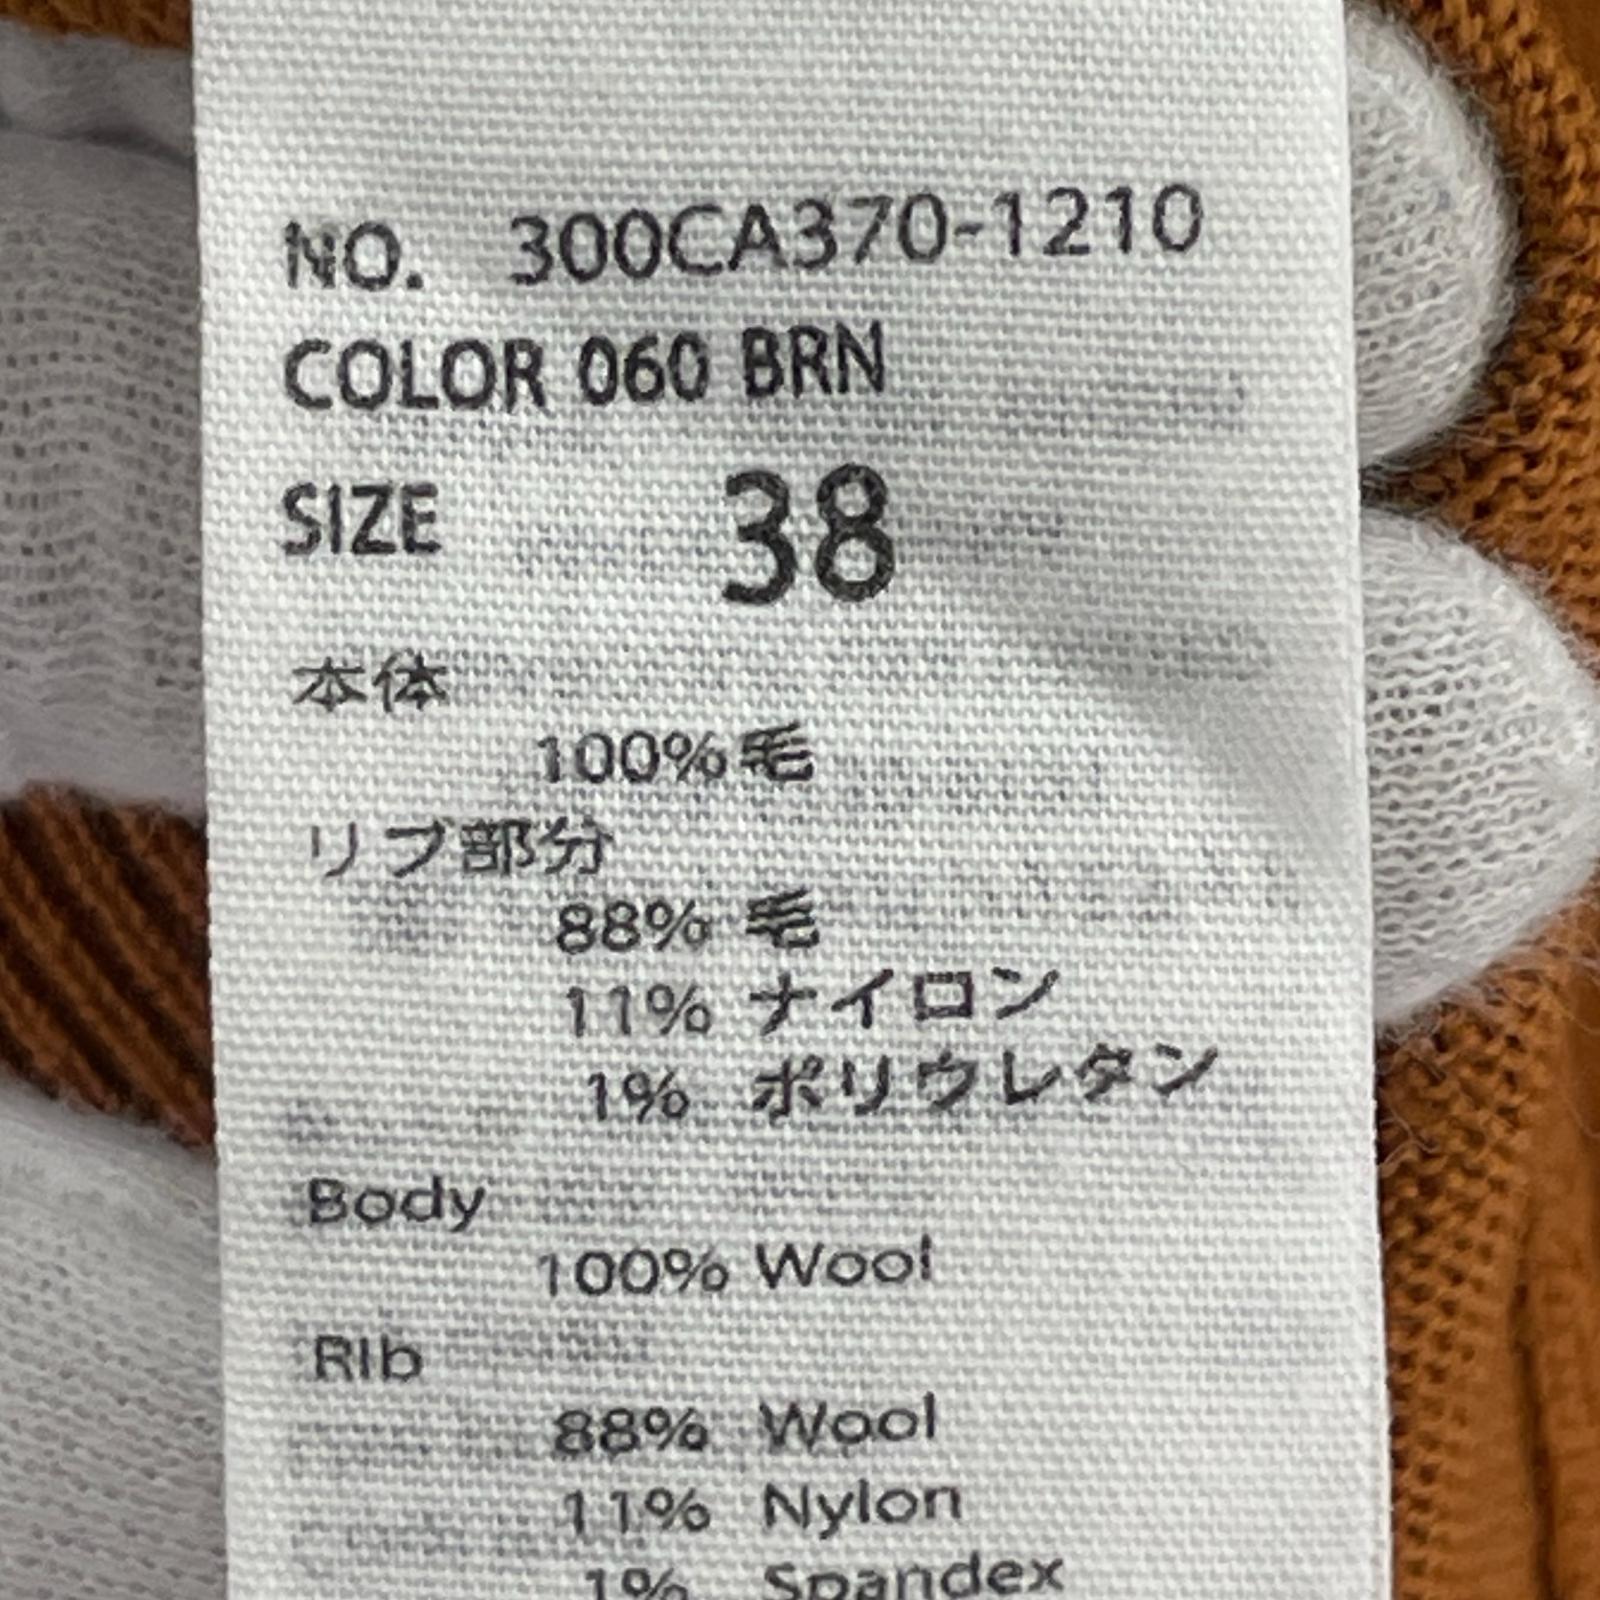 NO. 300CA370-1210
COLOR 060 BRN
SIZE 38
本体
100% 毛
リブ部分
88% 毛
11% ナイロン
1% ポリウレタン
Body
100% Wool
Rib
88% Wool
11% Nylon
1% Spandex